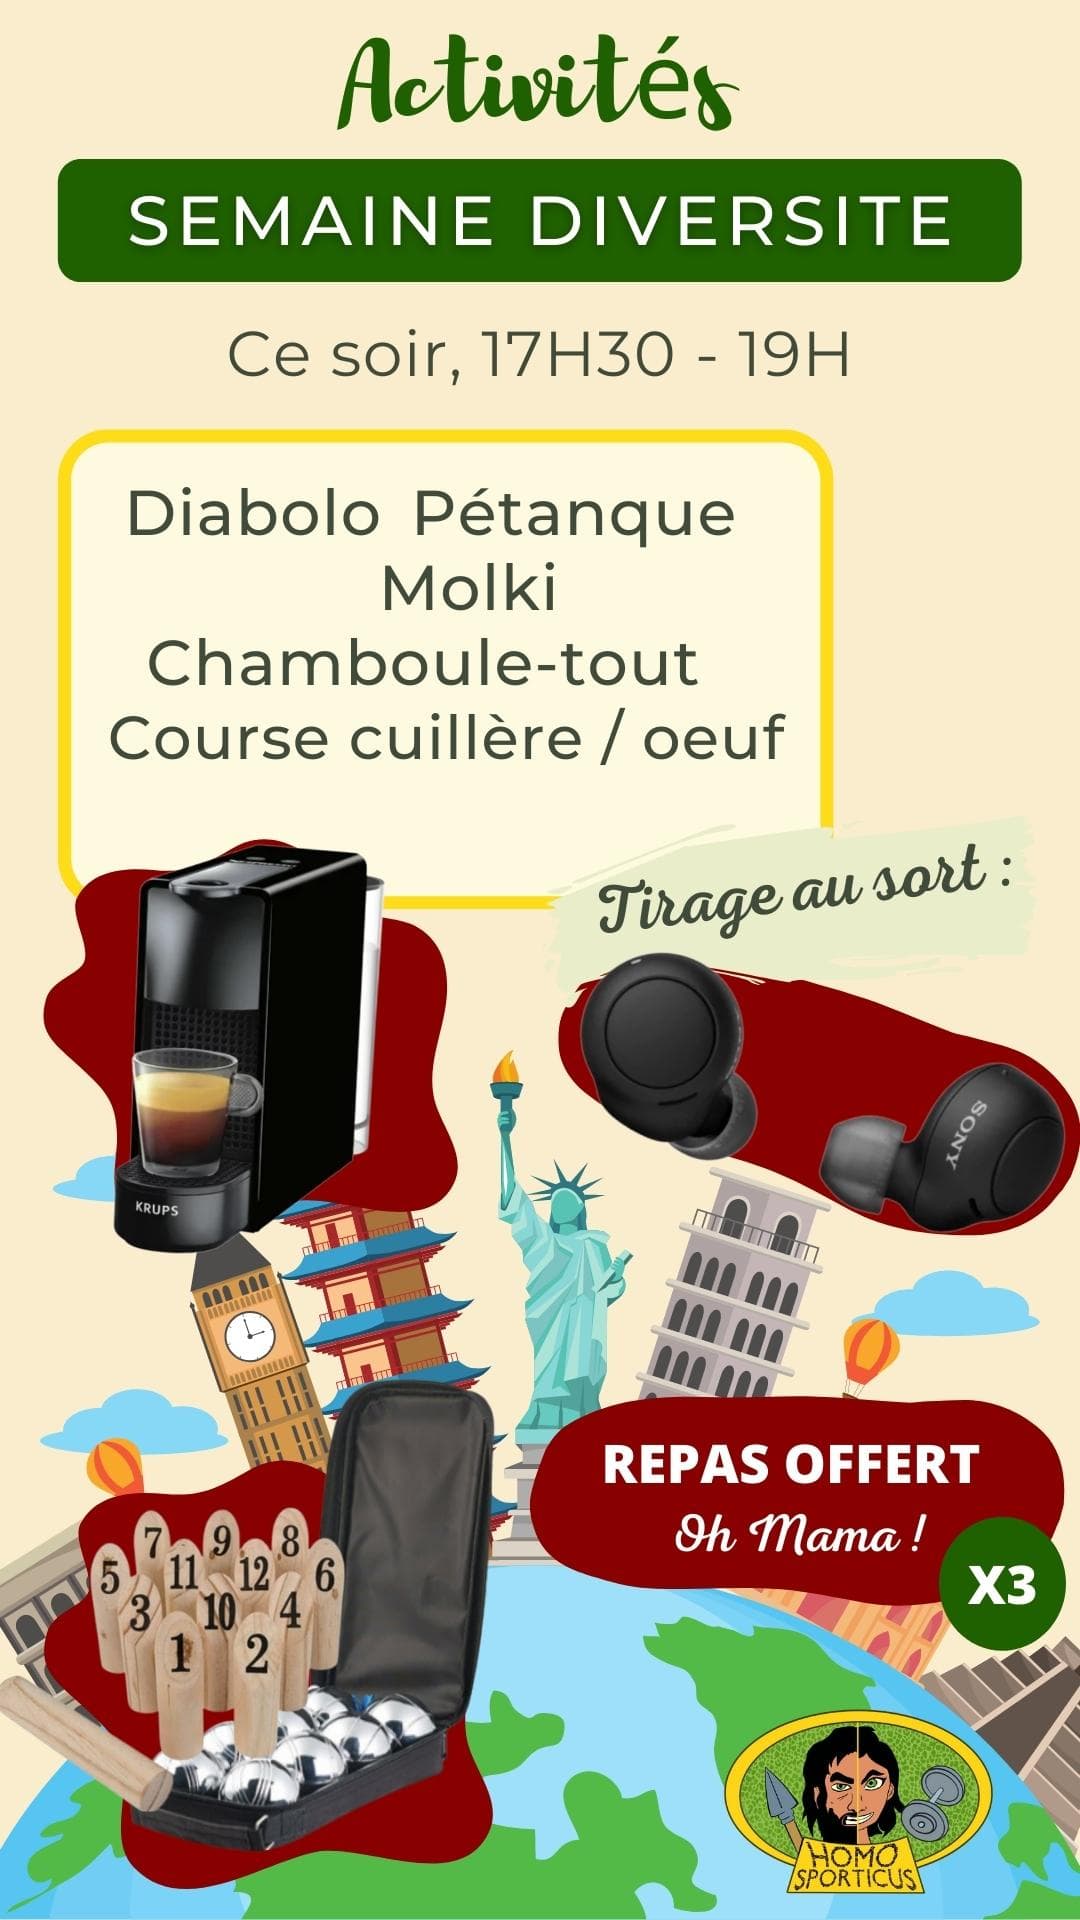 Activités
SEMAINE DIVERSITE
Ce soir, 17H30 - 19H
Diabolo Pétanque
Molki
Chamboule-tout
Course cuillère / oeuf
Tirage au sort :
SONY
KRUPS
REPAS OFFERT
Oh Mama !
X3
7 9 8
5 11 12 6
3 10 4
1 2
HOMO
SPORTICUS